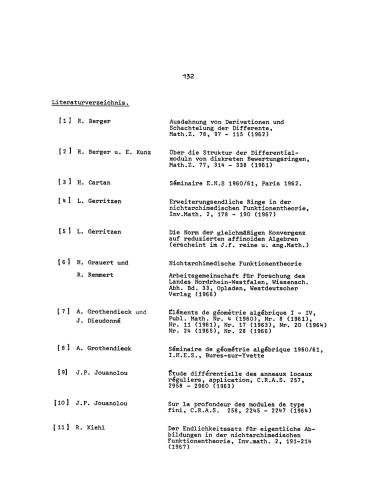 132
Literaturverzeichnis.
[1] R. Berger Ausdehnung von Derivationen und
Schachtelung der Differente,
Math.Z. 78, 97 - 115 (1962)
[2] R. Berger u. E. Kunz Über die Struktur der Differential-
moduln von diskreten Bewertungsringen,
Math.Z. 77, 314 - 338 (1961)
[3] H. Cartan Séminaire E.N.S 1960/61, Paris 1962.
[4] L. Gerritzen Erweiterungsendliche Ringe in der
nichtarchimedischen Funktionentheorie,
Inv.Math. 2, 178 - 190 (1967)
[5] L. Gerritzen Die Norm der gleichmäßigen Konvergenz
auf reduzierten affinoiden Algebren
(erscheint in J.f. reine u. ang.Math.)
[6] H. Grauert und Nichtarchimedische Funktionentheorie
R. Remmert Arbeitsgemeinschaft für Forschung des
Landes Nordrhein-Westfalen, Wissensch.
Abh. Bd. 33, Opladen, Westdeutscher
Verlag (1966)
[7] A. Grothendieck und Éléments de géométrie algébrique I - IV,
J. Dieudonné Publ. Math. Nr. 4 (1960), Nr. 8 (1961),
Nr. 11 (1961), Nr. 17 (1963), Nr. 20 (1964)
Nr. 24 (1965), Nr. 28 (1966)
[8] A. Grothendieck Séminaire de géométrie algébrique 1960/61,
I.H.E.S., Bures-sur-Yvette
[9] J.P. Jouanolou Étude différentielle des anneaux locaux
réguliers, application, C.R.A.S. 257,
2958 - 2960 (1963)
[10] J.P. Jouanolou Sur la profondeur des modules de type
fini, C.R.A.S. 258, 2245 - 2247 (1964)
[11] R. Kiehl Der Endlichkeitssatz für eigentliche Ab-
bildungen in der nichtarchimedischen
Funktionentheorie, Inv.math. 2, 191-214
(1967)